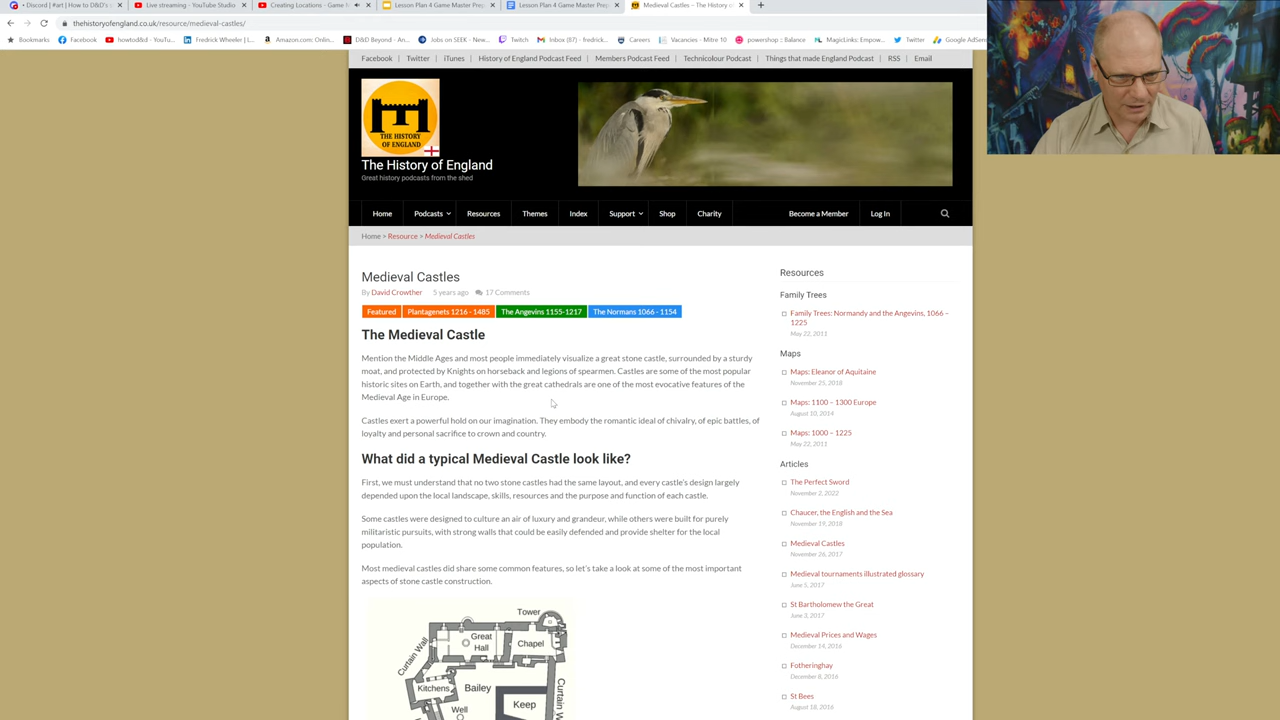 • Discord | #art | How to D&D's
Live streaming - YouTube Studio
Creating Locations - Game
Lesson Plan 4 Game Master Prep
Lesson Plan 4 Game Master Prep
Medieval Castles – The History o
thehistoryofengland.co.uk/resource/medieval-castles/
Bookmarks
Facebook
howtod&d - YouTu...
Fredrick Wheeler | L...
Amazon.com: Onlin...
D&D Beyond - An...
Jobs on SEEK - New...
Twitch
Inbox (87) - fredrick...
Careers
Vacancies - Mitre 10
powershop :: Balance
MagicLinks: Empow...
Twitter
Google AdSen
Facebook | Twitter | iTunes | History of England Podcast Feed | Members Podcast Feed | Technicolour Podcast | Things that made England Podcast | RSS | Email
THE HISTORY
OF ENGLAND
The History of England
Great history podcasts from the shed
Home Podcasts Resources Themes Index Support Shop Charity Become a Member Log In
Home > Resource > Medieval Castles
Medieval Castles
By David Crowther 5 years ago 17 Comments
Featured Plantagenets 1216 - 1485 The Angevins 1155-1217 The Normans 1066 - 1154
The Medieval Castle
Mention the Middle Ages and most people immediately visualize a great stone castle, surrounded by a sturdy
moat, and protected by Knights on horseback and legions of spearmen. Castles are some of the most popular
historic sites on Earth, and together with the great cathedrals are one of the most evocative features of the
Medieval Age in Europe.
Castles exert a powerful hold on our imagination. They embody the romantic ideal of chivalry, of epic battles, of
loyalty and personal sacrifice to crown and country.
What did a typical Medieval Castle look like?
First, we must understand that no two stone castles had the same layout, and every castle's design largely
depended upon the local landscape, skills, resources and the purpose and function of each castle.
Some castles were designed to culture an air of luxury and grandeur, while others were built for purely
militaristic pursuits, with strong walls that could be easily defended and provide shelter for the local
population.
Most medieval castles did share some common features, so let's take a look at some of the most important
aspects of stone castle construction.
Tower
Great
Hall
Chapel
Curtain Wall
Kitchens
Bailey
Keep
Well
Curtain W
Resources
Family Trees
Family Trees: Normandy and the Angevins, 1066 –
1225
May 22, 2011
Maps
Maps: Eleanor of Aquitaine
November 25, 2018
Maps: 1100 – 1300 Europe
August 10, 2014
Maps: 1000 – 1225
May 22, 2011
Articles
The Perfect Sword
November 2, 2022
Chaucer, the English and the Sea
November 19, 2018
Medieval Castles
November 26, 2017
Medieval tournaments illustrated glossary
June 5, 2017
St Bartholomew the Great
June 3, 2017
Medieval Prices and Wages
December 14, 2016
Fotheringhay
December 8, 2016
St Bees
August 18, 2016